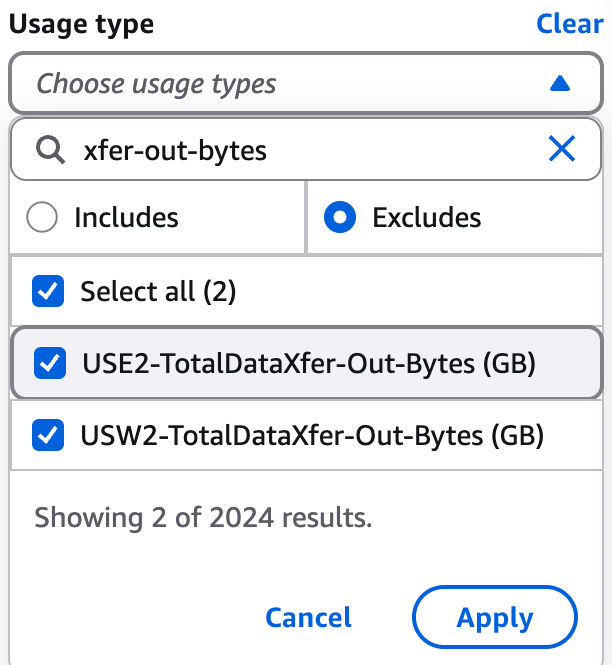 Usage type Clear
Choose usage types
xfer-out-bytes
Includes Excludes
Select all (2)
USE2-TotalDataXfer-Out-Bytes (GB)
USW2-TotalDataXfer-Out-Bytes (GB)
Showing 2 of 2024 results.
Cancel Apply